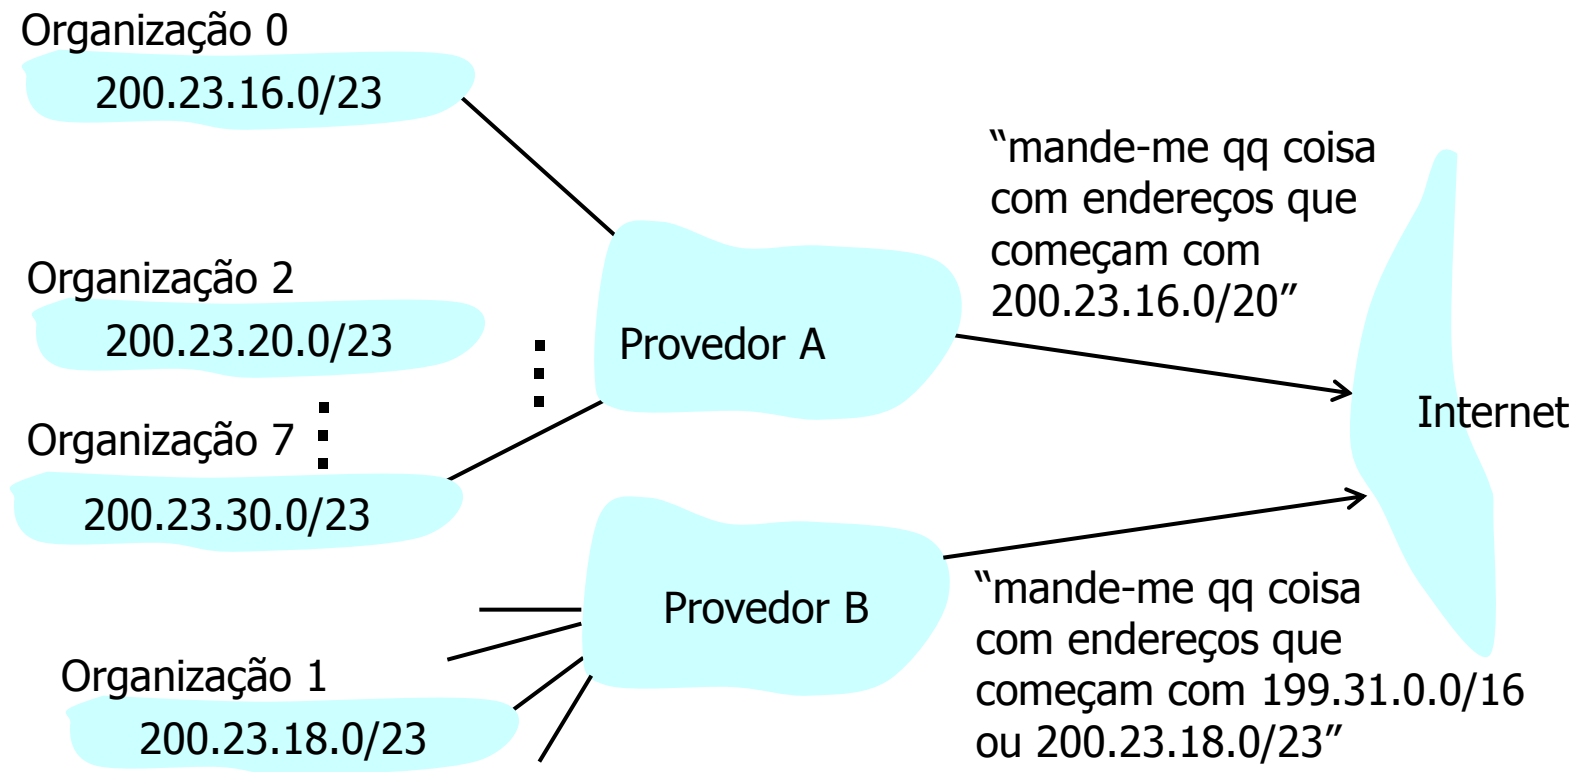 Organização 0
200.23.16.0/23
Organização 2
200.23.20.0/23
Organização 7
200.23.30.0/23
Organização 1
200.23.18.0/23
Provedor A
Provedor B
“mande-me qq coisa
com endereços que
começam com
200.23.16.0/20”
Internet
“mande-me qq coisa
com endereços que
começam com 199.31.0.0/16
ou 200.23.18.0/23”